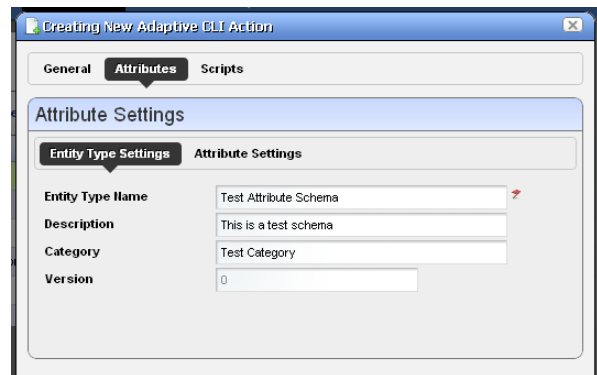 Creating New Adaptive CLI Action
General Attributes Scripts
Attribute Settings
Entity Type Settings Attribute Settings
Entity Type Name Test Attribute Schema
Description This is a test schema
Category Test Category
Version 0